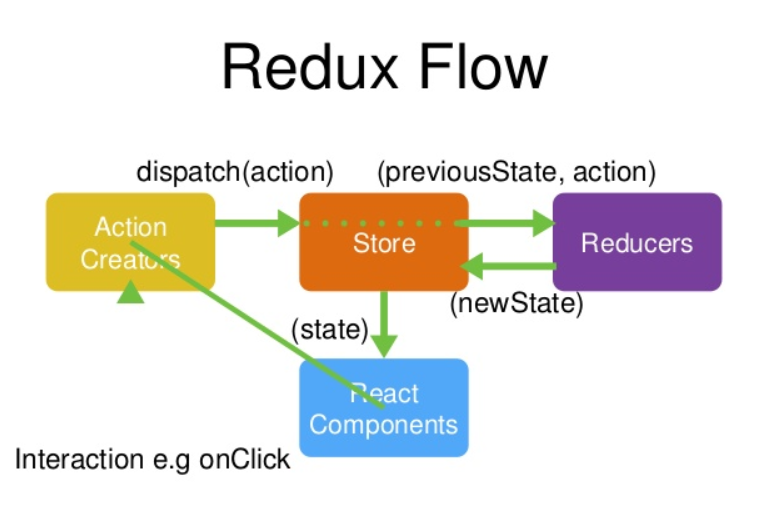 Redux Flow
dispatch(action)
(previousState, action)
Action
Creators
Store
Reducers
(newState)
(state)
React
Components
Interaction e.g onClick